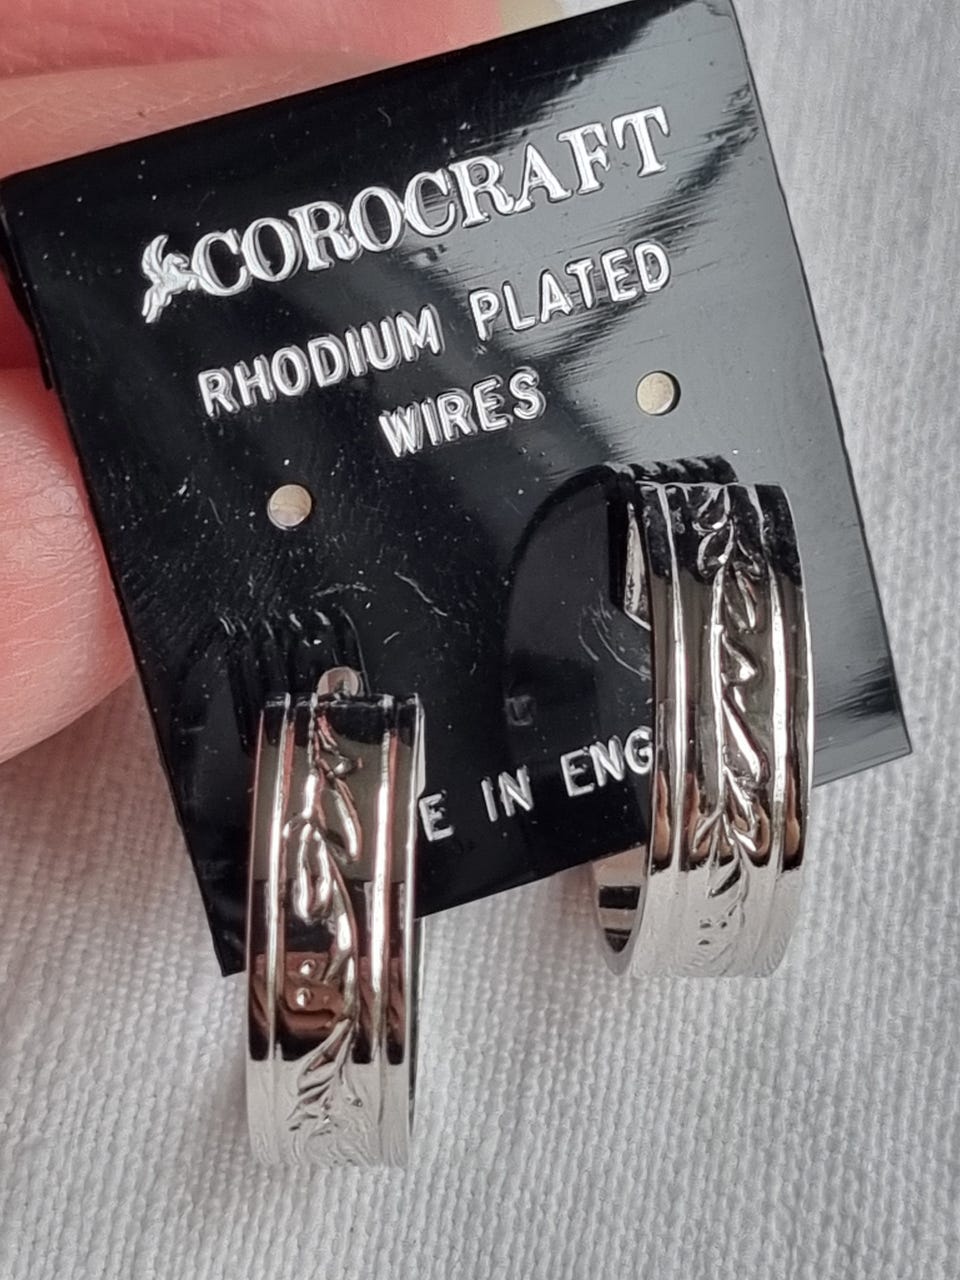 COROCRAFT
RHODIUM PLATED
WIRES
E IN ENG